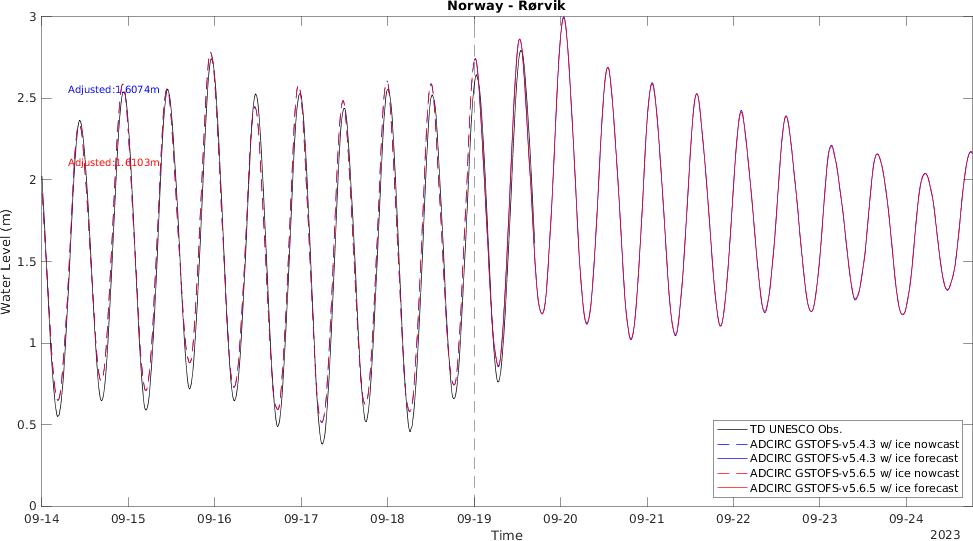 Norway - Rørvik
3
2.5
2
1.5
1
0.5
0
Water Level (m)
Adjusted:1.6074m
Adjusted:1.6103m
TD UNESCO Obs.
ADCIRC GSTOFS-v5.4.3 w/ ice nowcast
ADCIRC GSTOFS-v5.4.3 w/ ice forecast
ADCIRC GSTOFS-v5.6.5 w/ ice nowcast
ADCIRC GSTOFS-v5.6.5 w/ ice forecast
09-14 09-15 09-16 09-17 09-18 09-19 09-20 09-21 09-22 09-23 09-24
Time
2023